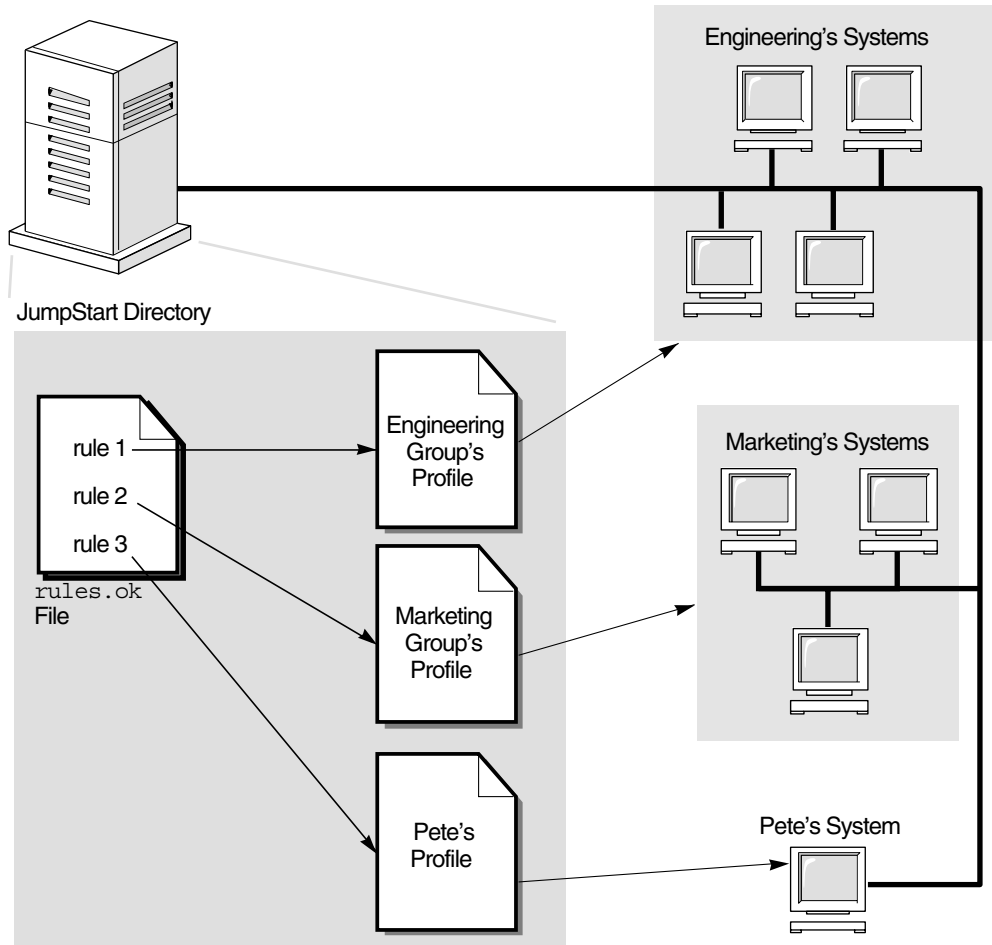 Engineering's Systems
JumpStart Directory
rule 1
rule 2
rule 3
rules.ok
File
Engineering
Group's
Profile
Marketing
Group's
Profile
Pete's
Profile
Marketing's Systems
Pete's System